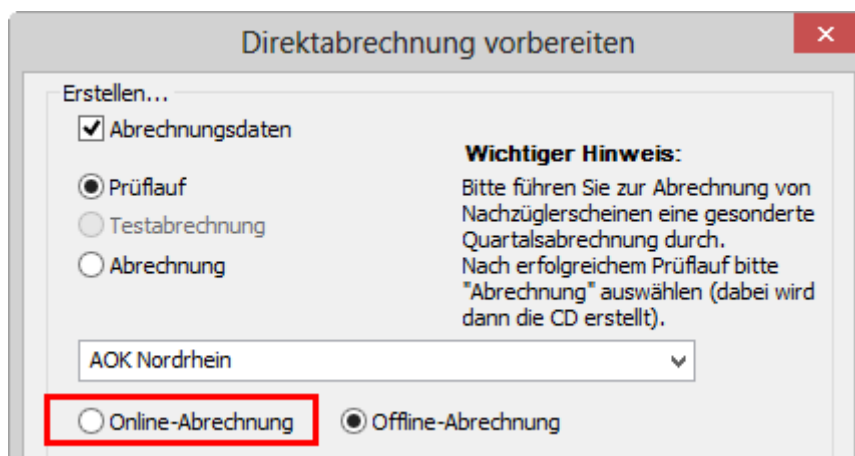 Direktabrechnung vorbereiten
Erstellen...
Abrechnungsdaten
Prüflauf
Testabrechnung
Abrechnung
Wichtiger Hinweis:
Bitte führen Sie zur Abrechnung von
Nachzüglerscheinen eine gesonderte
Quartalsabrechnung durch.
Nach erfolgreichem Prüflauf bitte
"Abrechnung" auswählen (dabei wird
dann die CD erstellt).
AOK Nordrhein
Online-Abrechnung Offline-Abrechnung